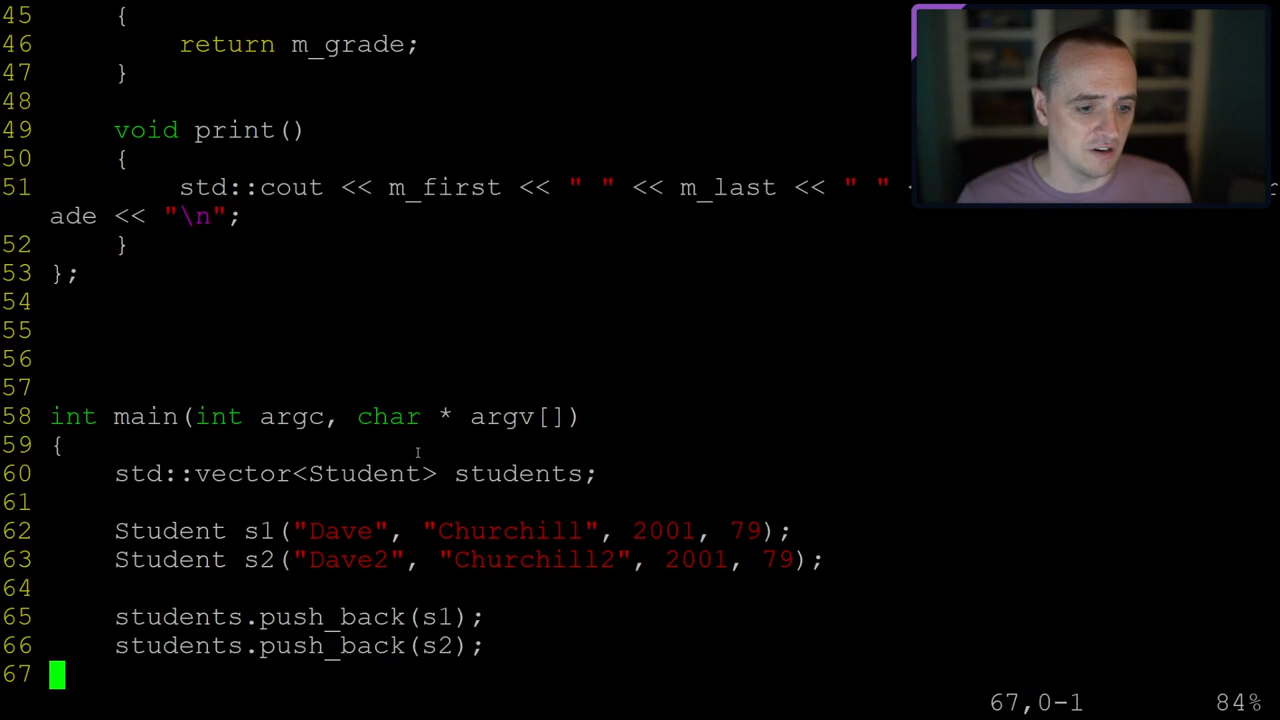 45 {
46 return m_grade;
47 }
48
49 void print()
50 {
51 std::cout << m_first << " " << m_last << " "
ade << "\n";
52 }
53 };
54
55
56
57
58 int main(int argc, char * argv[])
59 {
60 std::vector<Student> students;
61
62 Student s1("Dave", "Churchill", 2001, 79);
63 Student s2("Dave2", "Churchill2", 2001, 79);
64
65 students.push_back(s1);
66 students.push_back(s2);
67
67,0-1 84%